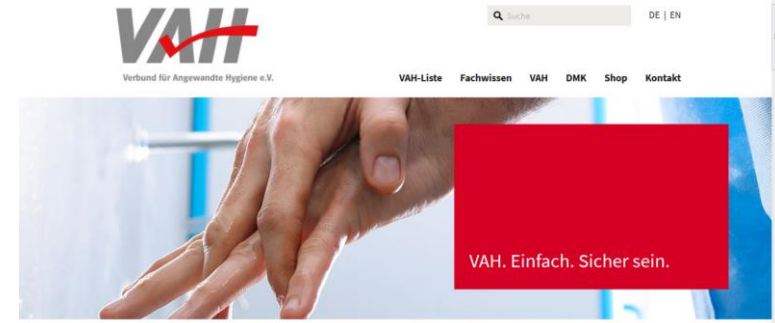 VAH
Suche
DE | EN
Verbund für Angewandte Hygiene e.V.
VAH-Liste Fachwissen VAH DMK Shop Kontakt
VAH. Einfach. Sicher sein.